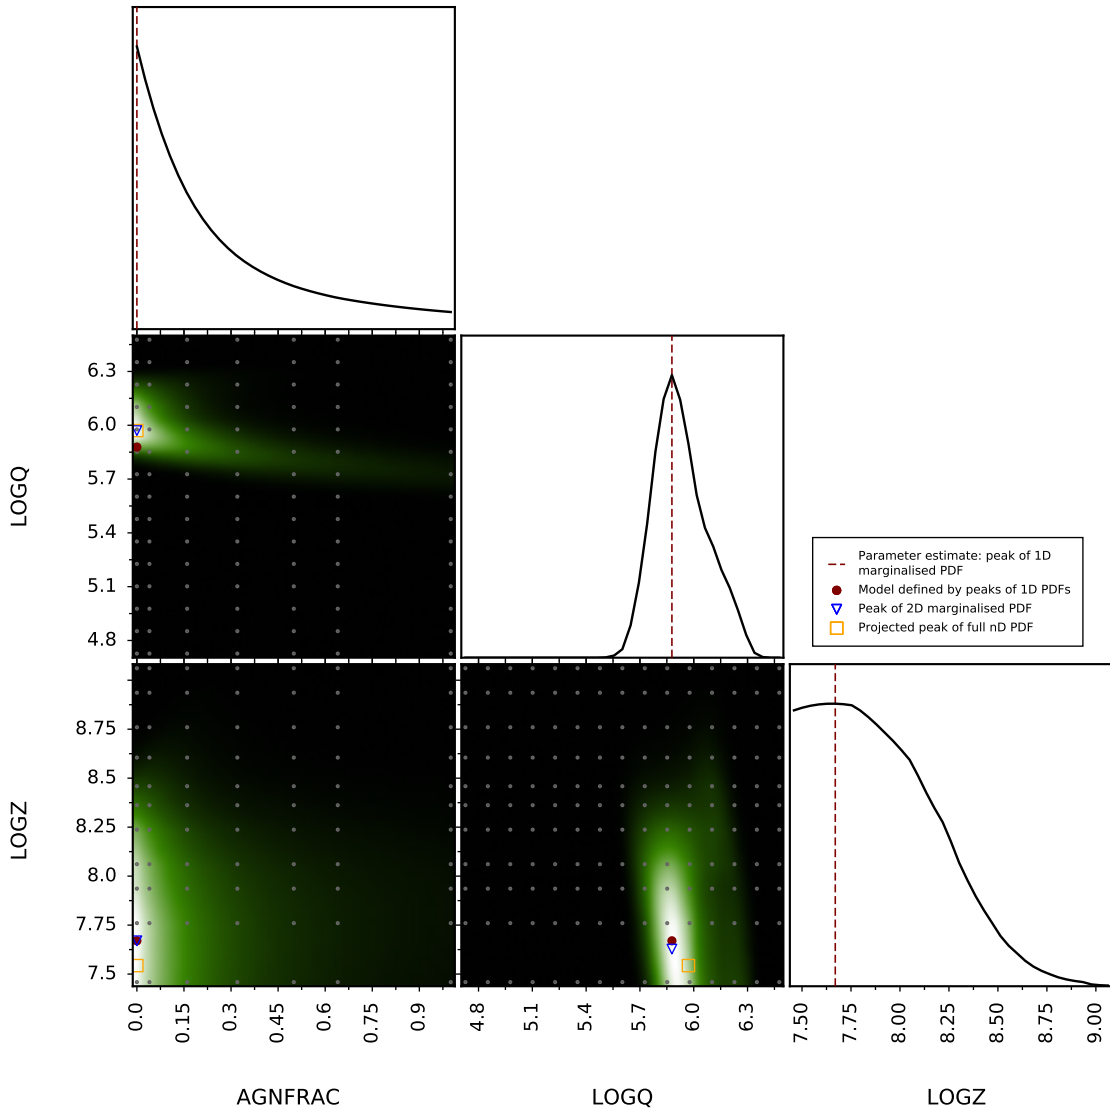 6.3
6.0
5.7
5.4
5.1
4.8
LOGQ
Parameter estimate: peak of 1D
marginalised PDF
Model defined by peaks of 1D PDFs
Peak of 2D marginalised PDF
Projected peak of full nD PDF
8.75
8.5
8.25
8.0
7.75
7.5
LOGZ
0.0 0.15 0.3 0.45 0.6 0.75 0.9
4.8 5.1 5.4 5.7 6.0 6.3
7.50 7.75 8.00 8.25 8.50 8.75 9.00
AGNFRAC LOGQ LOGZ